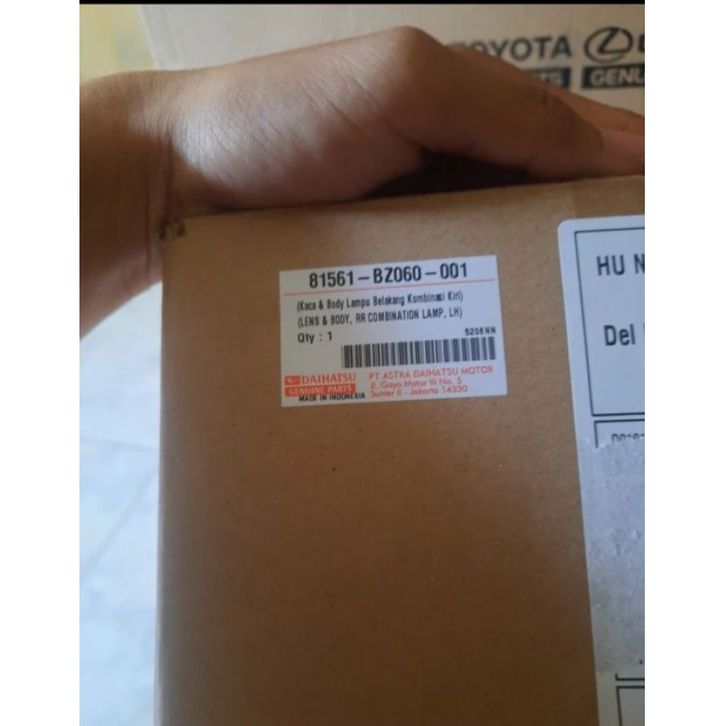 TOYOTA
GENU
81561-BZ060-001
(Kaca & Body Lampu Belakang Kombinasi Kiri)
(LENS & BODY, RR COMBINATION LAMP, LH)
Qty : 1
DAIHATSU
GENUINE PARTS
MADE IN INDONESIA
PT. ASTRA DAIHATSU MOTOR
Jl. Gaya Motor III No. 5
Sunter II - Jakarta 14330
HU N
Del